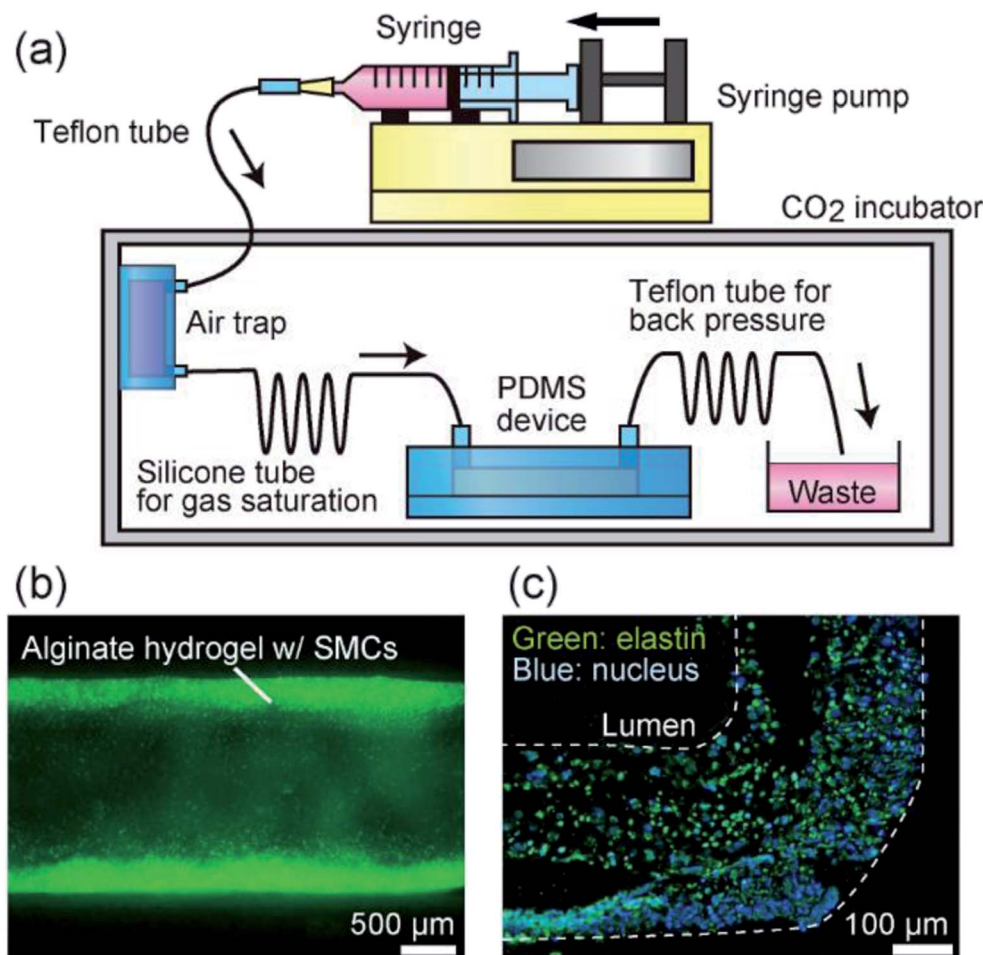 (a)
Syringe
Syringe pump
Teflon tube
CO2 incubator
Air trap
Teflon tube for
back pressure
PDMS
device
Silicone tube
for gas saturation
Waste
(b)
Alginate hydrogel w/ SMCs
500 µm
(c)
Green: elastin
Blue: nucleus
Lumen
100 µm